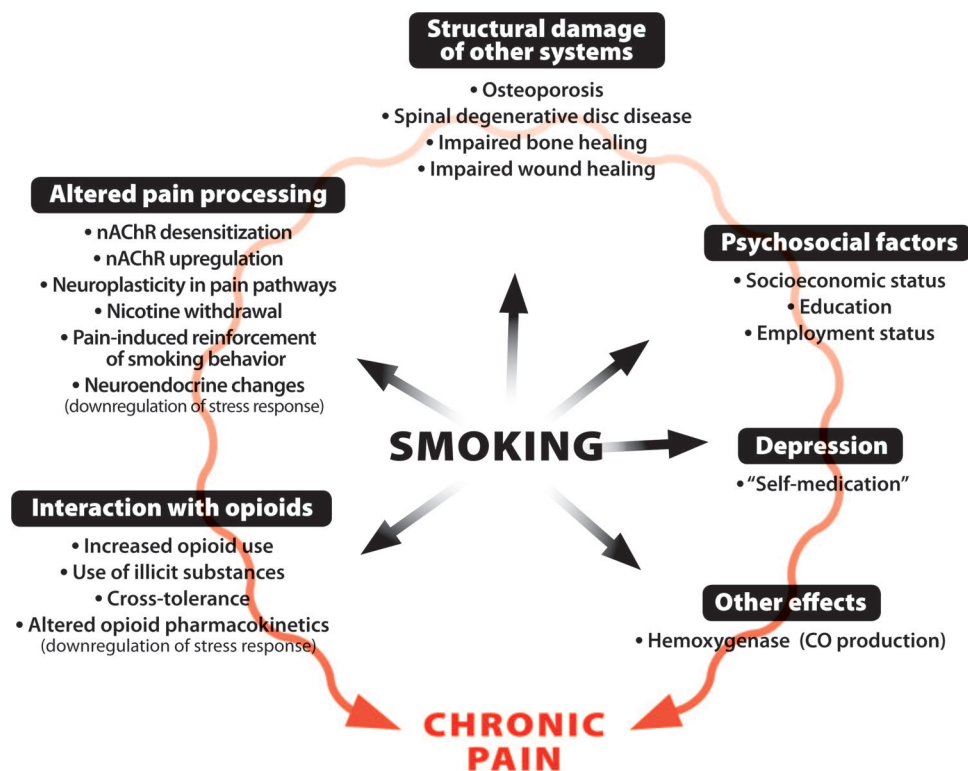 Structural damage
of other systems
• Osteoporosis
• Spinal degenerative disc disease
• Impaired bone healing
• Impaired wound healing
Altered pain processing
• nAChR desensitization
• nAChR upregulation
• Neuroplasticity in pain pathways
• Nicotine withdrawal
• Pain-induced reinforcement
of smoking behavior
• Neuroendocrine changes
(downregulation of stress response)
Psychosocial factors
• Socioeconomic status
• Education
• Employment status
SMOKING
Depression
• “Self-medication”
Interaction with opioids
• Increased opioid use
• Use of illicit substances
• Cross-tolerance
• Altered opioid pharmacokinetics
(downregulation of stress response)
Other effects
• Hemoxygenase (CO production)
CHRONIC
PAIN